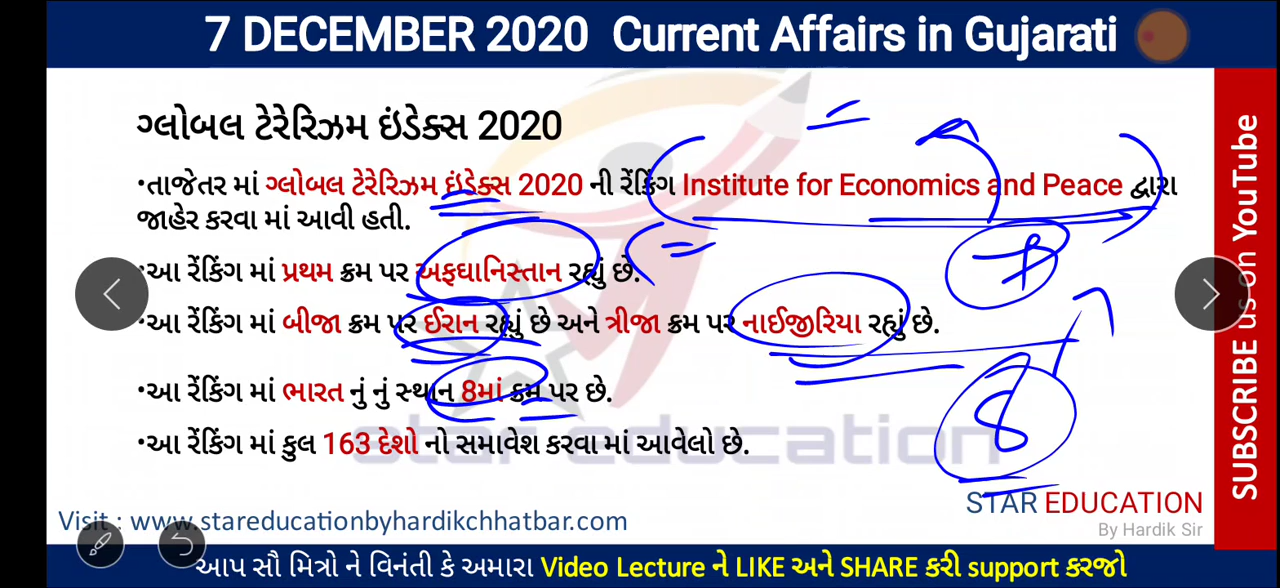 7 DECEMBER 2020 Current Affairs in Gujarati
ગ્લોબલ ટેરેરિઝમ ઇંડેક્સ 2020
•તાજેતર માં ગ્લોબલ ટેરેરિઝમ ઇંડેક્સ 2020 ની રેંકિંગ Institute for Economics and Peace દ્વારા
જાહેર કરવા માં આવી હતી.
•આ રેંકિંગ માં પ્રથમ ક્રમ પર અફઘાનિસ્તાન રહ્યું છે.
•આ રેંકિંગ માં બીજા ક્રમ પર ઈરાન રહ્યું છે અને ત્રીજા ક્રમ પર નાઈજીરિયા રહ્યું છે.
•આ રેંકિંગ માં ભારત નું નું સ્થાન 8માં ક્રમ પર છે.
8
•આ રેંકિંગ માં કુલ 163 દેશો નો સમાવેશ કરવા માં આવેલો છે.
star education
STAR EDUCATION
By Hardik Sir
Visit : www.stareducationbyhardikchhatbar.com
આપ સૌ મિત્રો ને વિનંતી કે અમારા Video Lecture ને LIKE અને SHARE કરી support કરજો
SUBSCRIBE us on YouTube